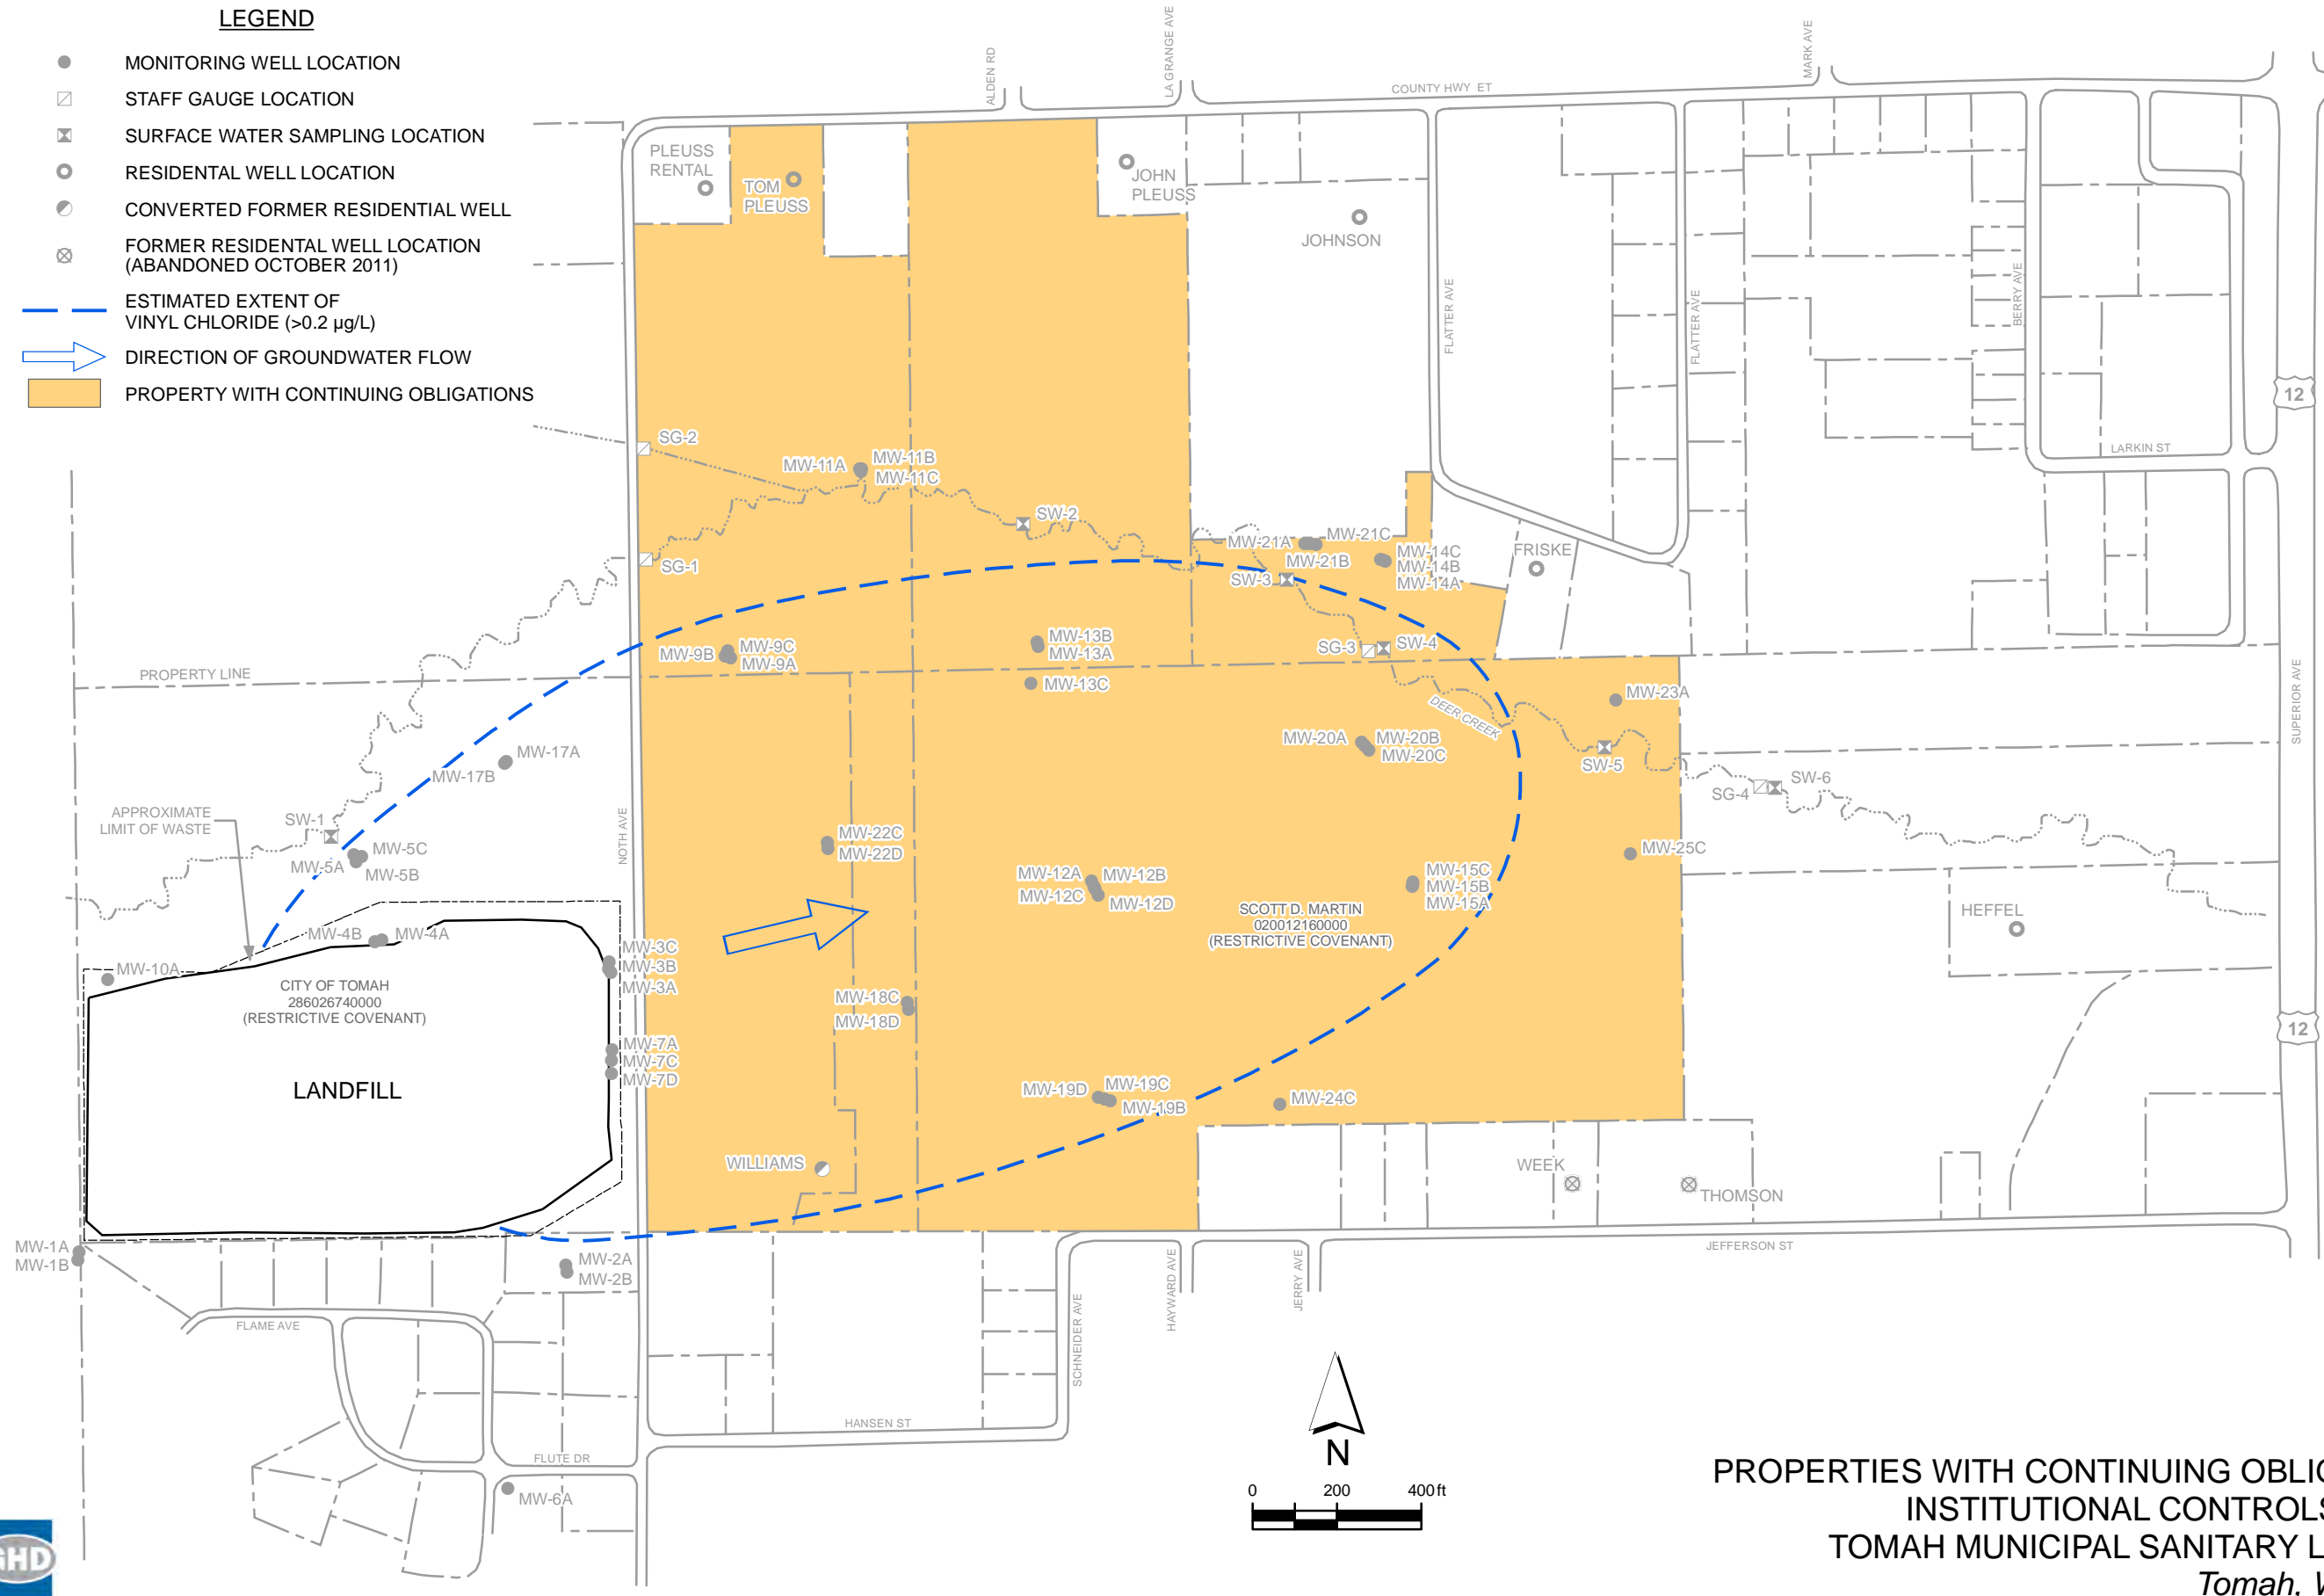 LEGEND
MONITORING WELL LOCATION
STAFF GAUGE LOCATION
SURFACE WATER SAMPLING LOCATION
RESIDENTAL WELL LOCATION
CONVERTED FORMER RESIDENTIAL WELL
FORMER RESIDENTAL WELL LOCATION
(ABANDONED OCTOBER 2011)
ESTIMATED EXTENT OF
VINYL CHLORIDE (>0.2 µg/L)
DIRECTION OF GROUNDWATER FLOW
PROPERTY WITH CONTINUING OBLIGATIONS
ALDEN RD
LA GRANGE AVE
COUNTY HWY ET
MARK AVE
PLEUSS
RENTAL
TOM
PLEUSS
JOHN
PLEUSS
JOHNSON
FLATTER AVE
FLATTER AVE
BERRY AVE
12
LARKIN ST
SG-2
MW-11A
MW-11B
MW-11C
SW-2
SG-1
MW-21A
MW-21C
MW-21B
SW-3
MW-14C
MW-14B
MW-14A
FRISKE
MW-9B
MW-9C
MW-9A
MW-13B
MW-13A
MW-13C
SG-3
SW-4
PROPERTY LINE
DEER CREEK
MW-23A
SUPERIOR AVE
MW-17A
MW-17B
MW-20A
MW-20B
MW-20C
SW-5
SG-4
SW-6
APPROXIMATE
LIMIT OF WASTE
SW-1
MW-5A
MW-5C
MW-5B
NOTH AVE
MW-22C
MW-22D
MW-25C
MW-12A
MW-12B
MW-12C
MW-12D
MW-15C
MW-15B
MW-15A
SCOTT D. MARTIN
020012160000
(RESTRICTIVE COVENANT)
HEFFEL
MW-4B
MW-4A
MW-10A
MW-3C
MW-3B
MW-3A
CITY OF TOMAH
286026740000
(RESTRICTIVE COVENANT)
MW-18C
MW-18D
12
MW-7A
MW-7C
MW-7D
LANDFILL
MW-19D
MW-19C
MW-19B
MW-24C
WILLIAMS
WEEK
THOMSON
MW-1A
MW-1B
MW-2A
MW-2B
JEFFERSON ST
FLAME AVE
SCHNEIDER AVE
HAYWARD AVE
JERRY AVE
HANSEN ST
FLUTE DR
MW-6A
N
0 200 400 ft
GHD
PROPERTIES WITH CONTINUING OBLIG
INSTITUTIONAL CONTROLS
TOMAH MUNICIPAL SANITARY L
Tomah, W